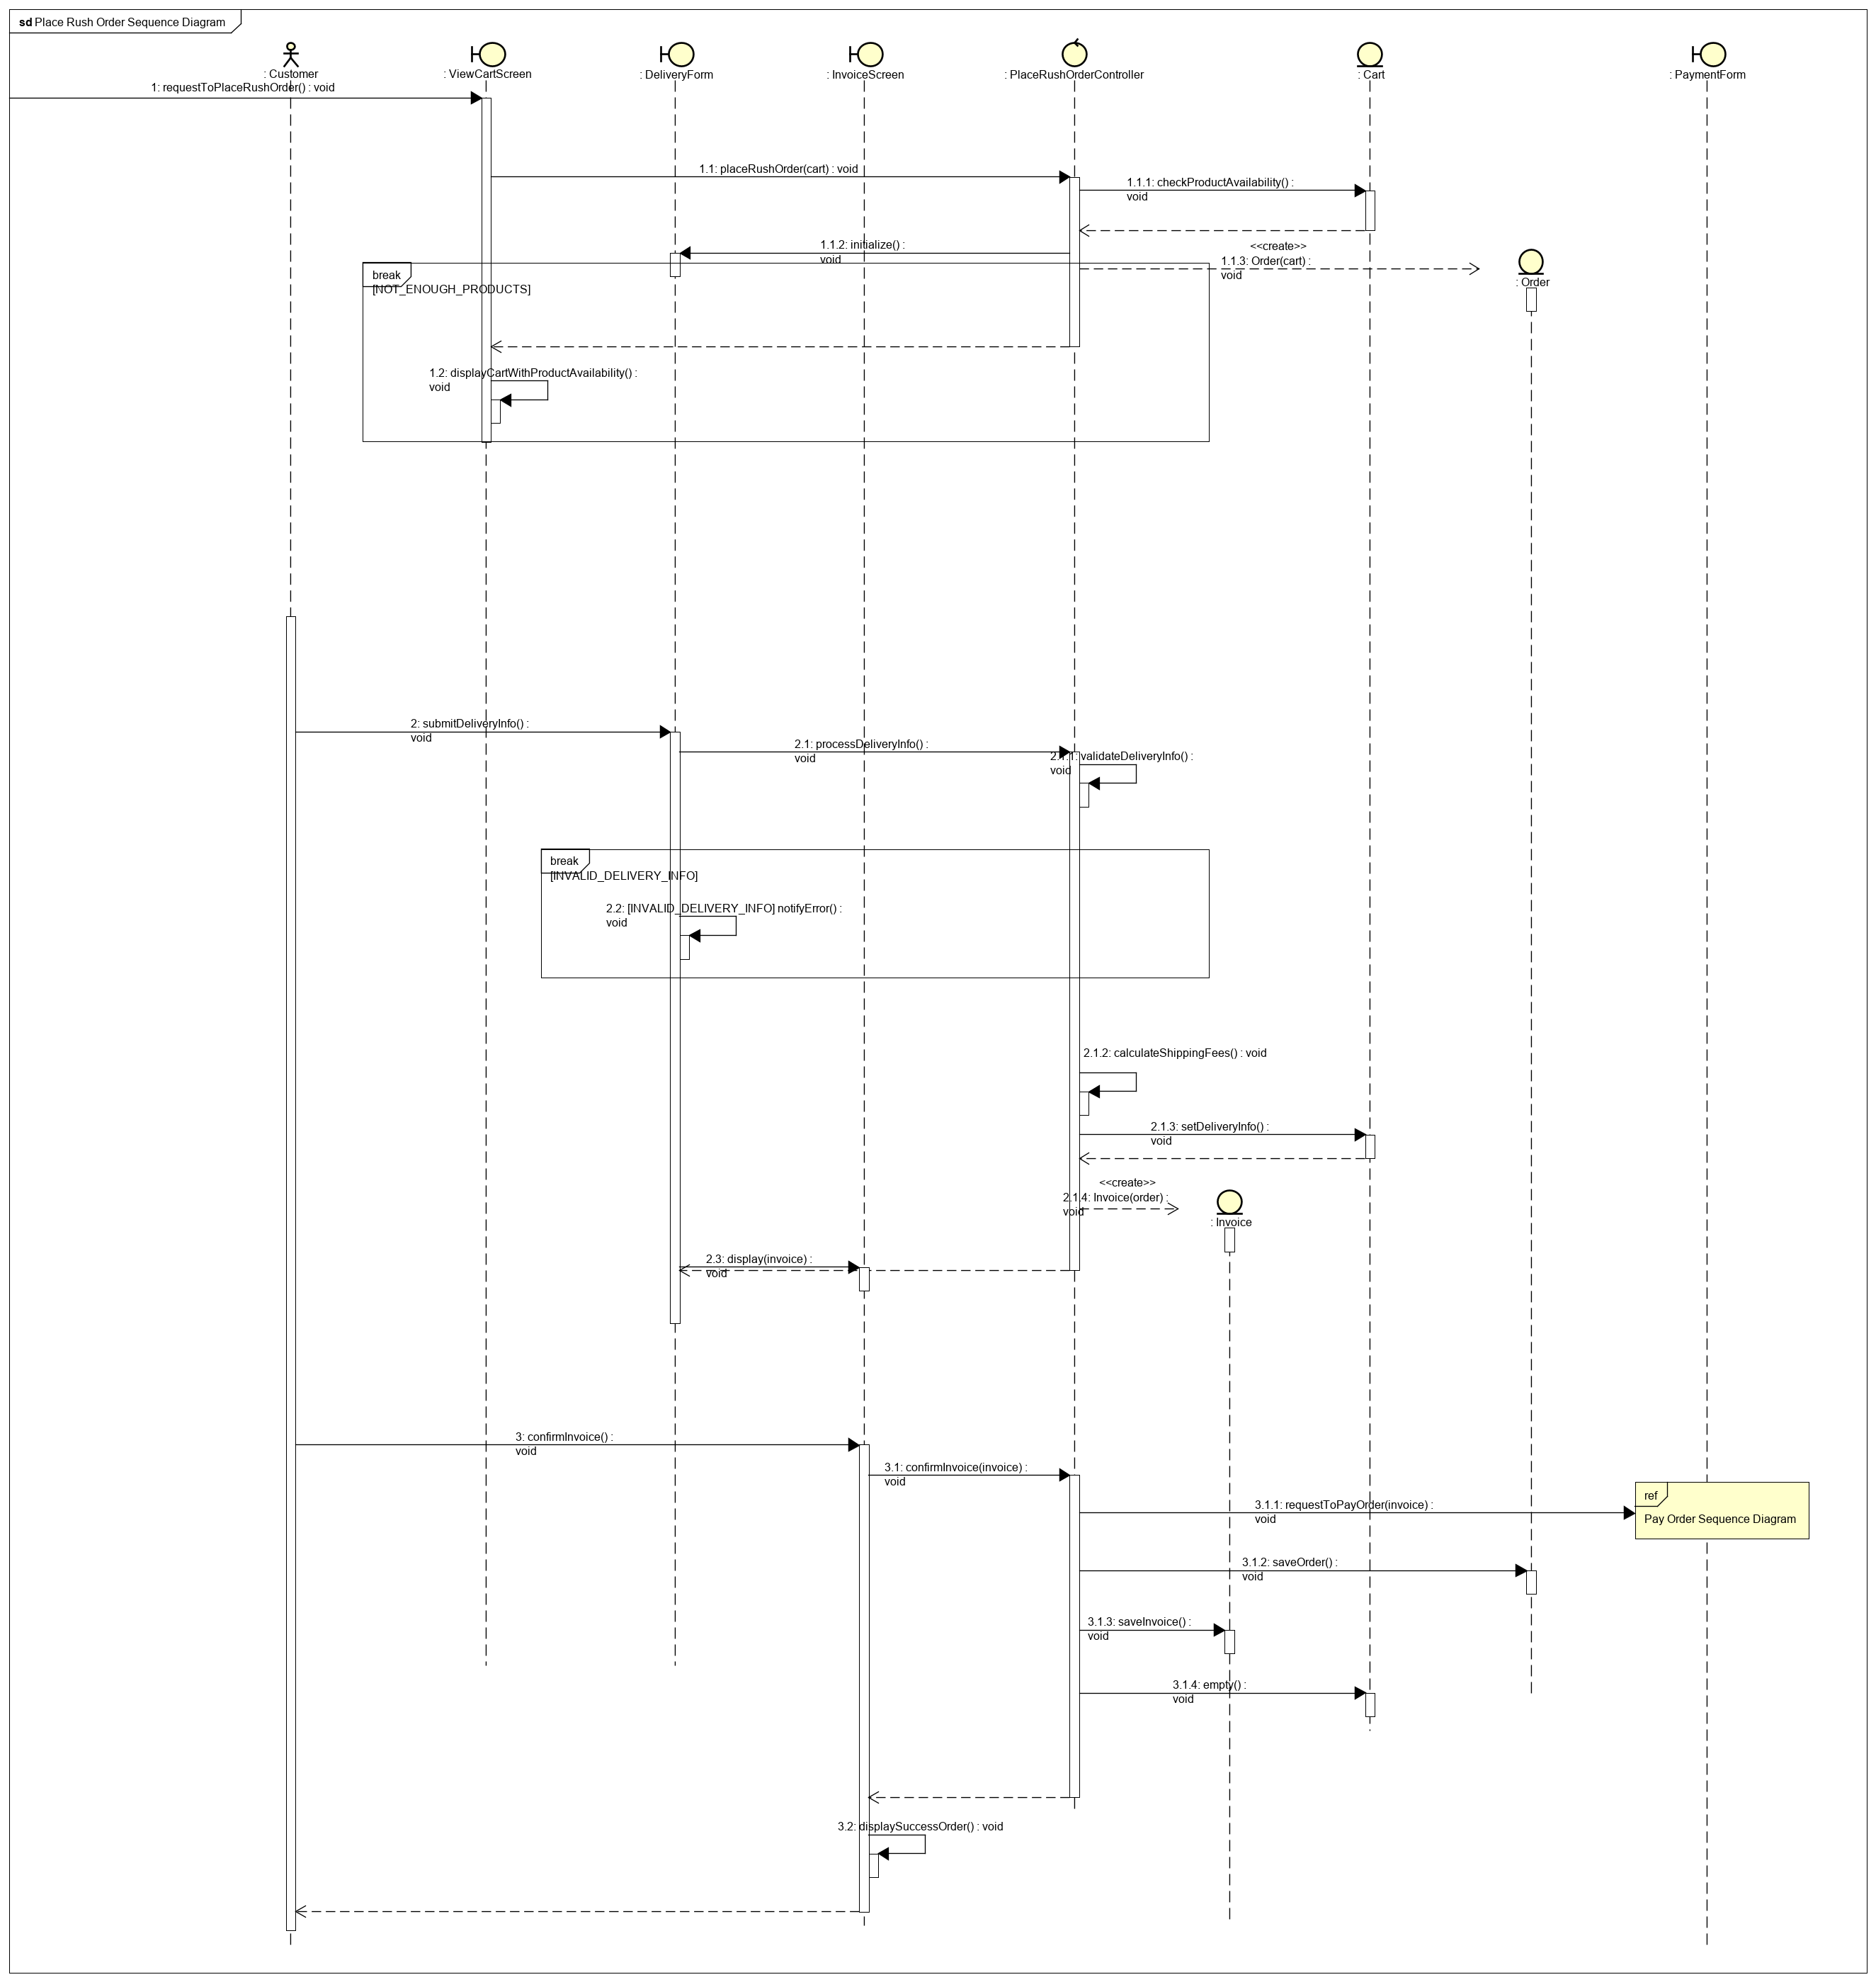 sd Place Rush Order Sequence Diagram
: Customer
: ViewCartScreen
: DeliveryForm
: InvoiceScreen
: PlaceRushOrderController
: Cart
: PaymentForm
1: requestToPlaceRushOrder() : void
1.1: placeRushOrder(cart) : void
1.1.1: checkProductAvailability() :
void
1.1.2: initialize() :
void
<<create>>
1.1.3: Order(cart) :
void
: Order
break
[NOT_ENOUGH_PRODUCTS]
1.2: displayCartWithProductAvailability() :
void
2: submitDeliveryInfo() :
void
2.1: processDeliveryInfo() :
void
2.1.1: validateDeliveryInfo() :
void
break
[INVALID_DELIVERY_INFO]
2.2: [INVALID_DELIVERY_INFO] notifyError() :
void
2.1.2: calculateShippingFees() : void
2.1.3: setDeliveryInfo() :
void
<<create>>
2.1.4: Invoice(order) :
void
: Invoice
2.3: display(invoice) :
void
3: confirmInvoice() :
void
3.1: confirmInvoice(invoice) :
void
3.1.1: requestToPayOrder(invoice) :
void
ref
Pay Order Sequence Diagram
3.1.2: saveOrder() :
void
3.1.3: saveInvoice() :
void
3.1.4: empty() :
void
3.2: displaySuccessOrder() : void